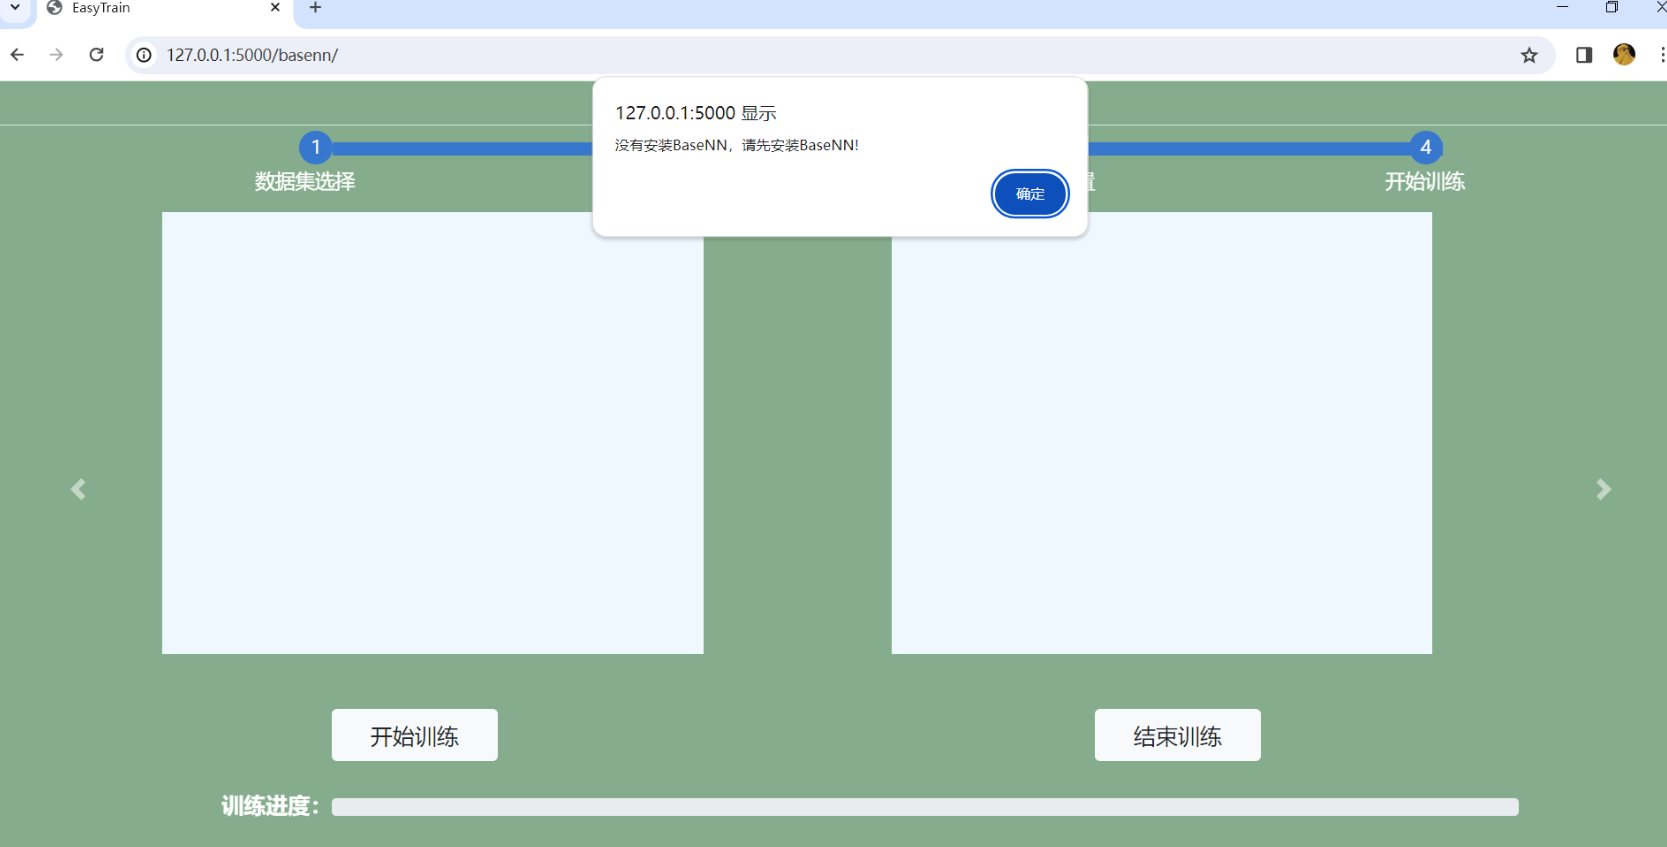 EasyTrain
127.0.0.1:5000/basenn/
127.0.0.1:5000 显示
没有安装BaseNN，请先安装BaseNN!
确定
1
4
数据集选择
置
开始训练
开始训练
结束训练
训练进度：